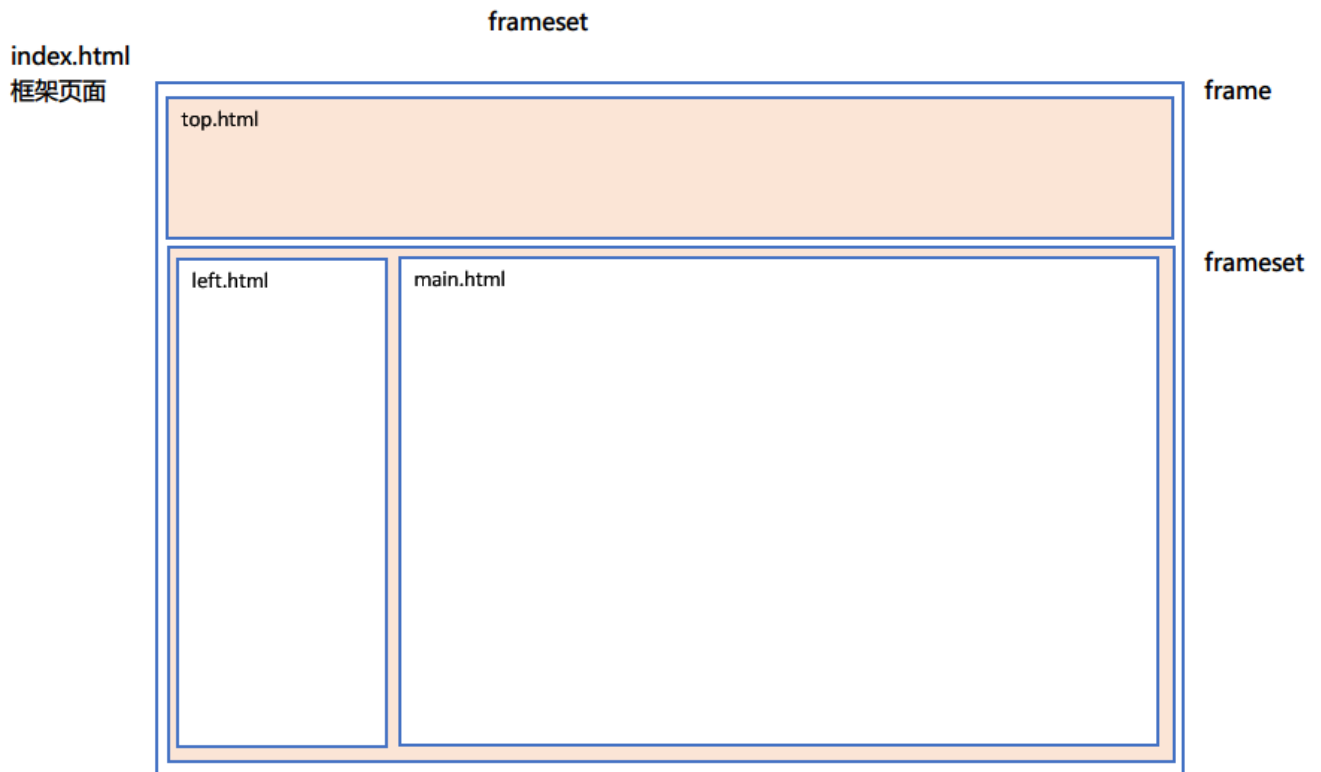 frameset
index.html
框架页面
frame
top.html
frameset
left.html
main.html